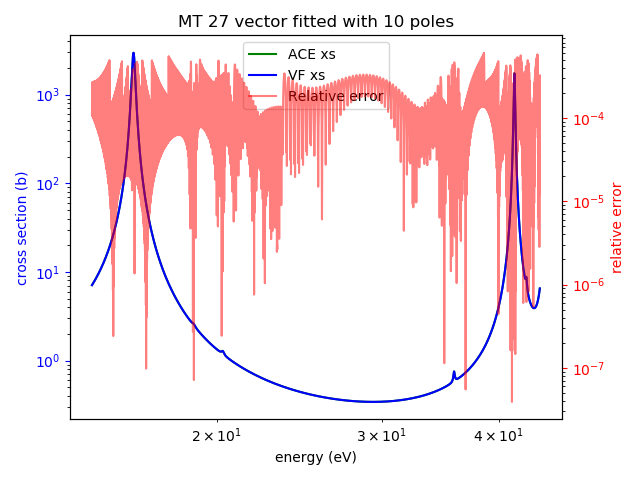 MT 27 vector fitted with 10 poles
ACE xs
VF xs
Relative error
cross section (b)
10³
10²
10¹
10⁰
relative error
10⁻⁴
10⁻⁵
10⁻⁶
10⁻⁷
2 × 10¹
3 × 10¹
4 × 10¹
energy (eV)